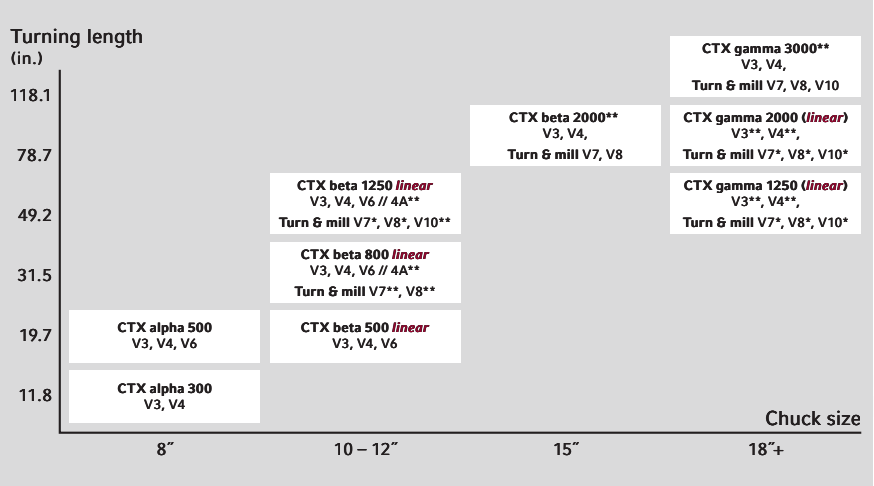 Turning length
(in.)
118.1
78.7
49.2
31.5
19.7
11.8
CTX gamma 3000**
V3, V4,
Turn & mill V7, V8, V10
CTX beta 2000**
V3, V4,
Turn & mill V7, V8
CTX gamma 2000 (linear)
V3**, V4**,
Turn & mill V7*, V8*, V10*
CTX beta 1250 linear
V3, V4, V6 // 4A**
Turn & mill V7*, V8*, V10**
CTX gamma 1250 (linear)
V3**, V4**,
Turn & mill V7*, V8*, V10*
CTX beta 800 linear
V3, V4, V6 // 4A**
Turn & mill V7**, V8**
CTX alpha 500
V3, V4, V6
CTX beta 500 linear
V3, V4, V6
CTX alpha 300
V3, V4
Chuck size
8″
10 – 12″
15″
18″+